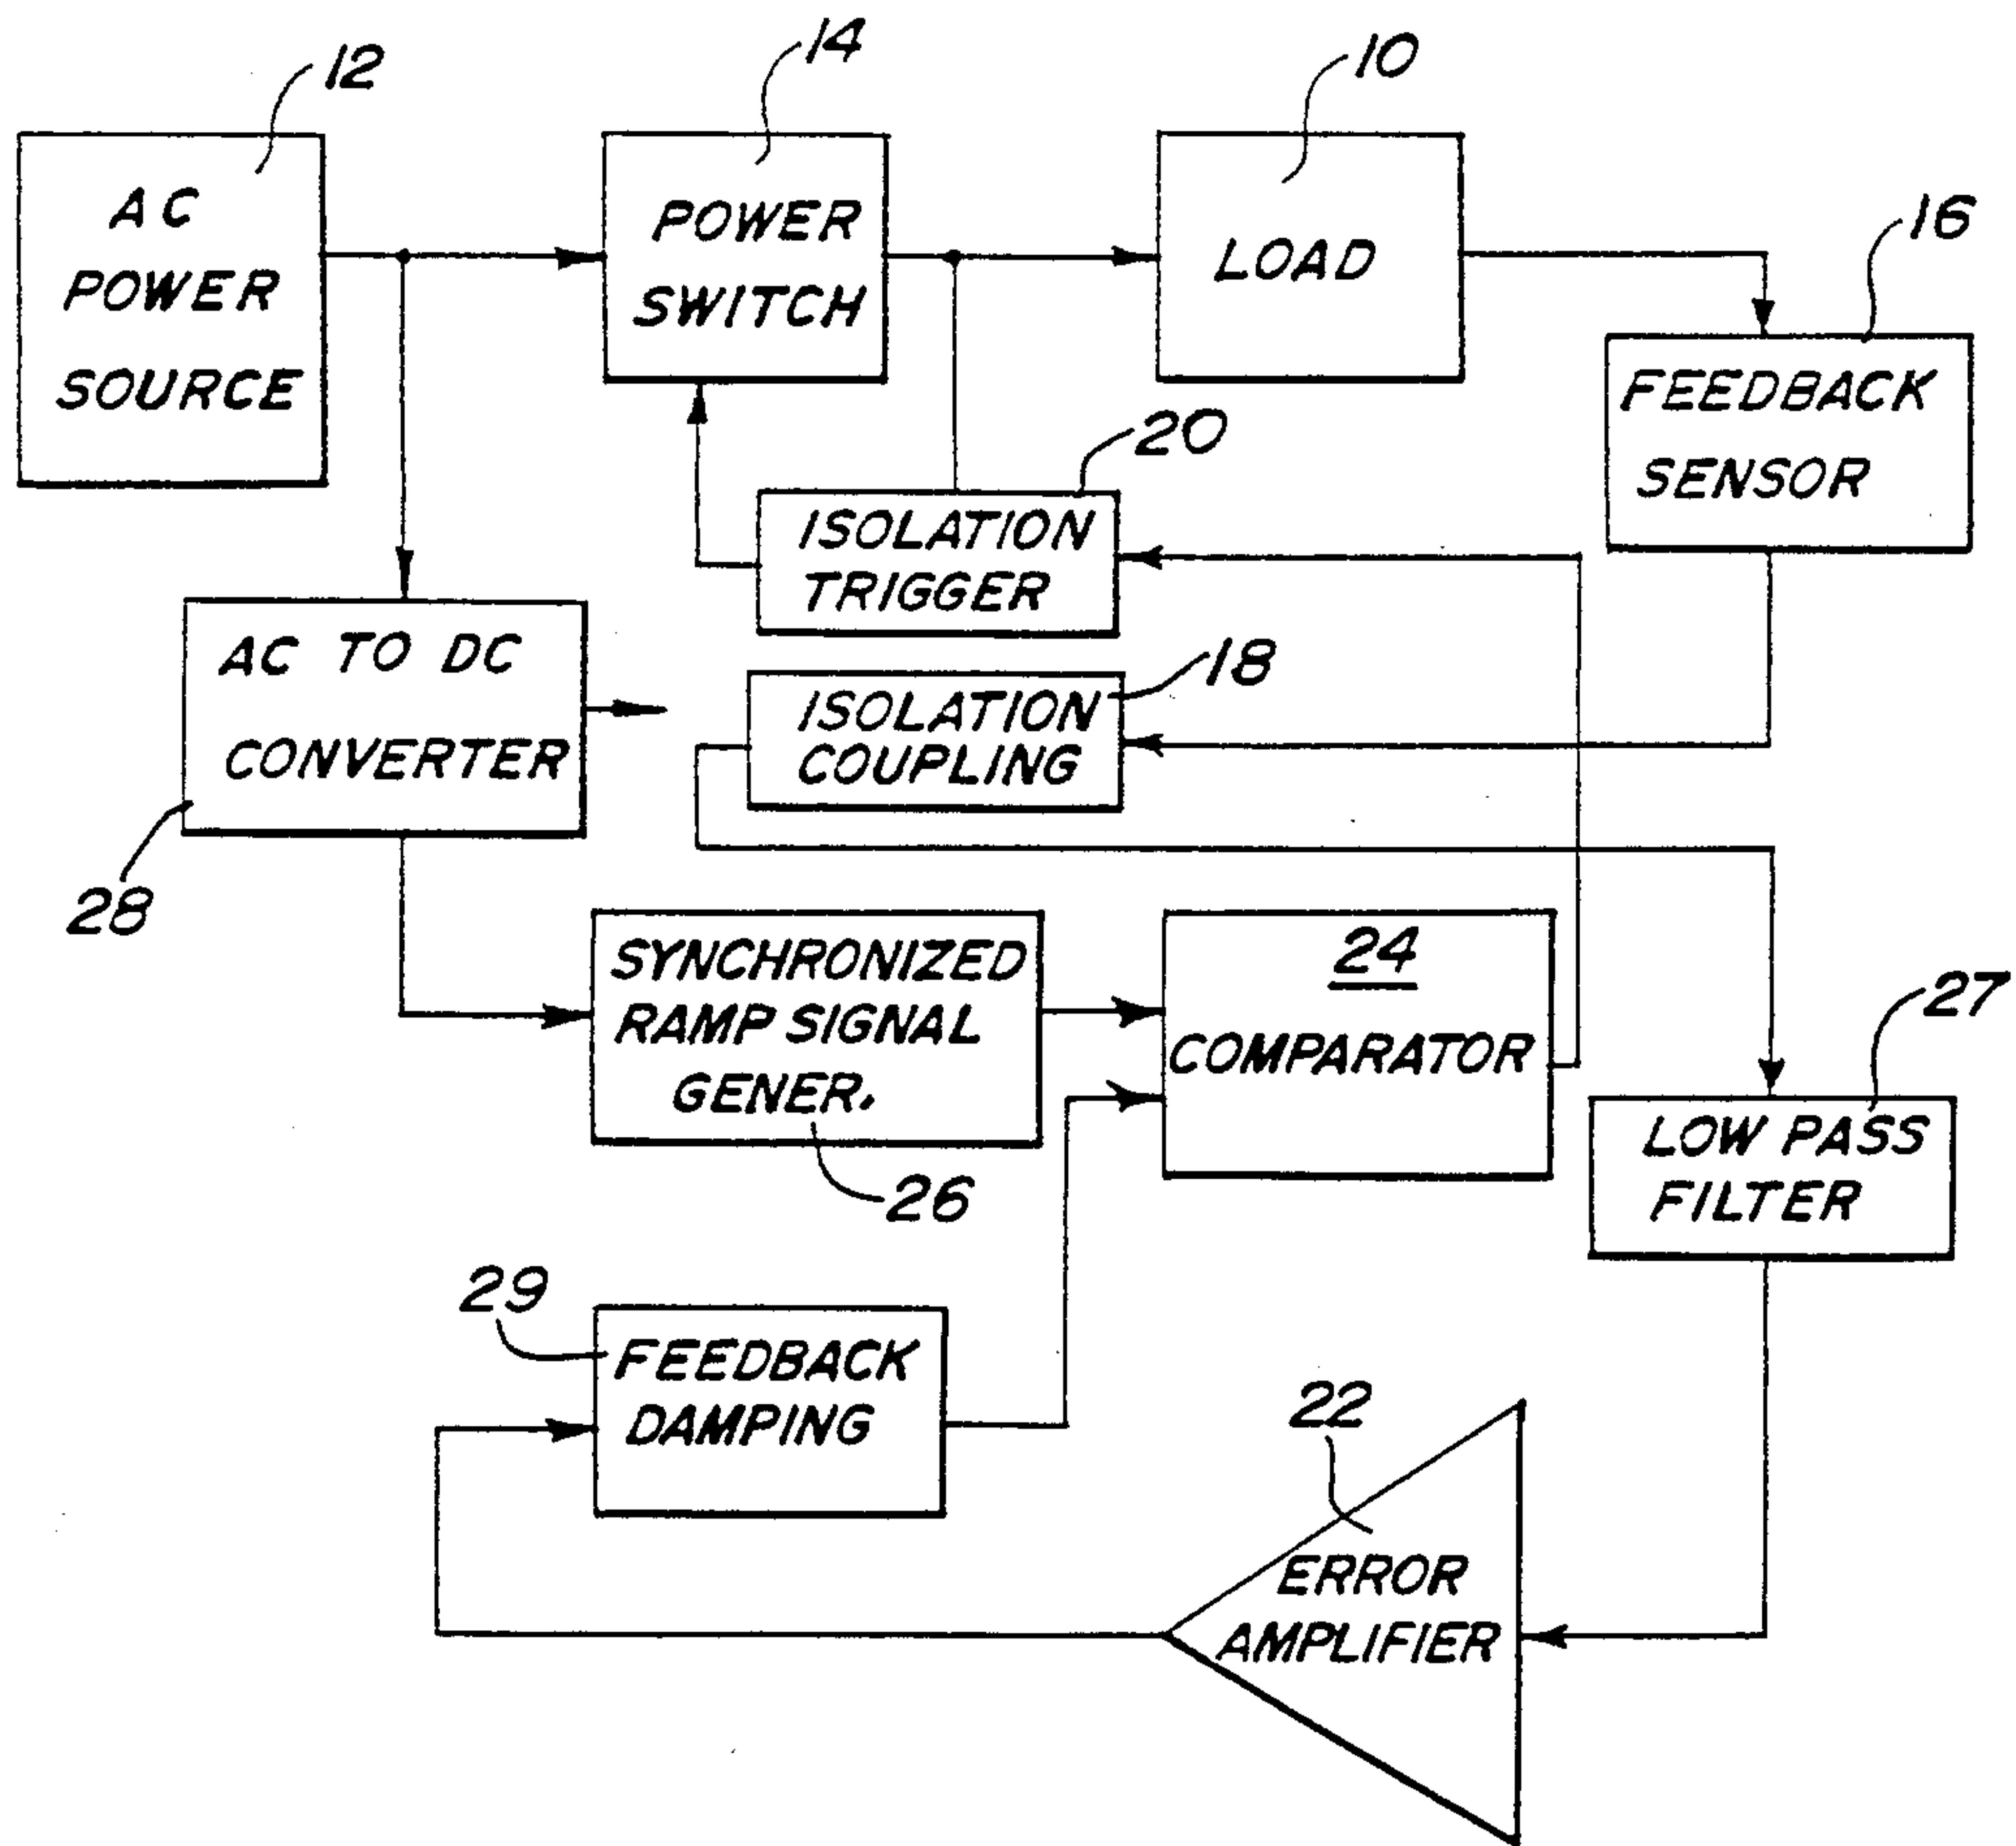 12
14
10
AC
POWER
SOURCE
POWER
SWITCH
LOAD
16
FEEDBACK
SENSOR
20
ISOLATION
TRIGGER
AC TO DC
CONVERTER
18
ISOLATION
COUPLING
28
SYNCHRONIZED
RAMP SIGNAL
GENER.
26
24
COMPARATOR
27
LOW PASS
FILTER
29
FEEDBACK
DAMPING
22
ERROR
AMPLIFIER